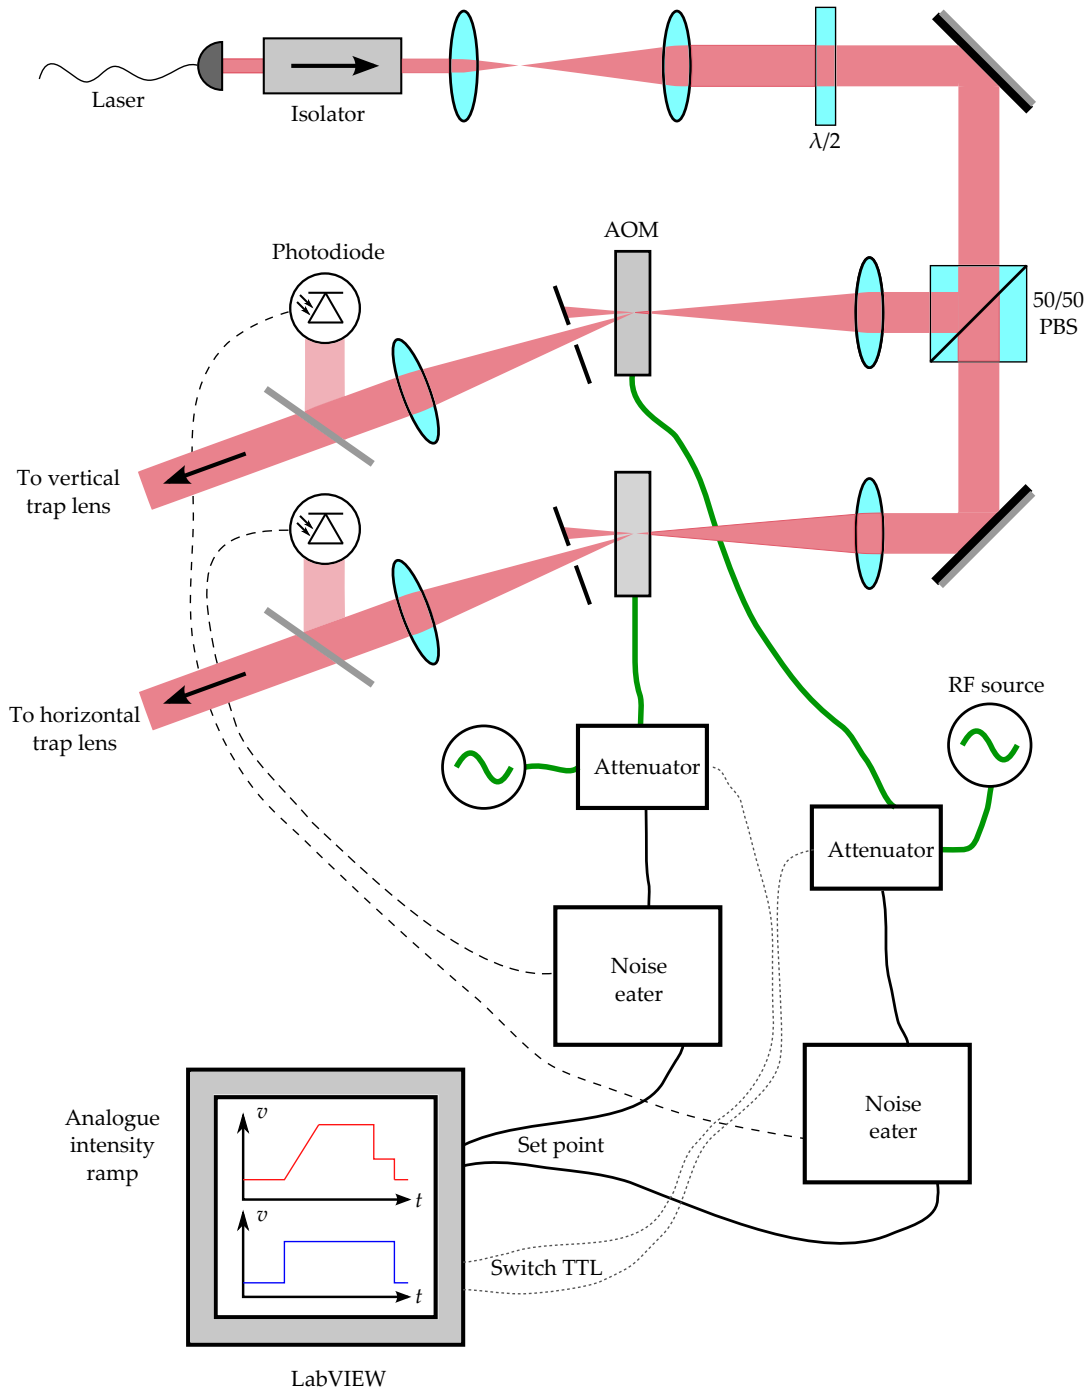 Laser
Isolator
λ/2
AOM
Photodiode
50/50
PBS
To vertical
trap lens
RF source
To horizontal
trap lens
Attenuator
Attenuator
Noise
eater
Noise
eater
Analogue
intensity
ramp
v
t
v
t
Set point
Switch TTL
LabVIEW